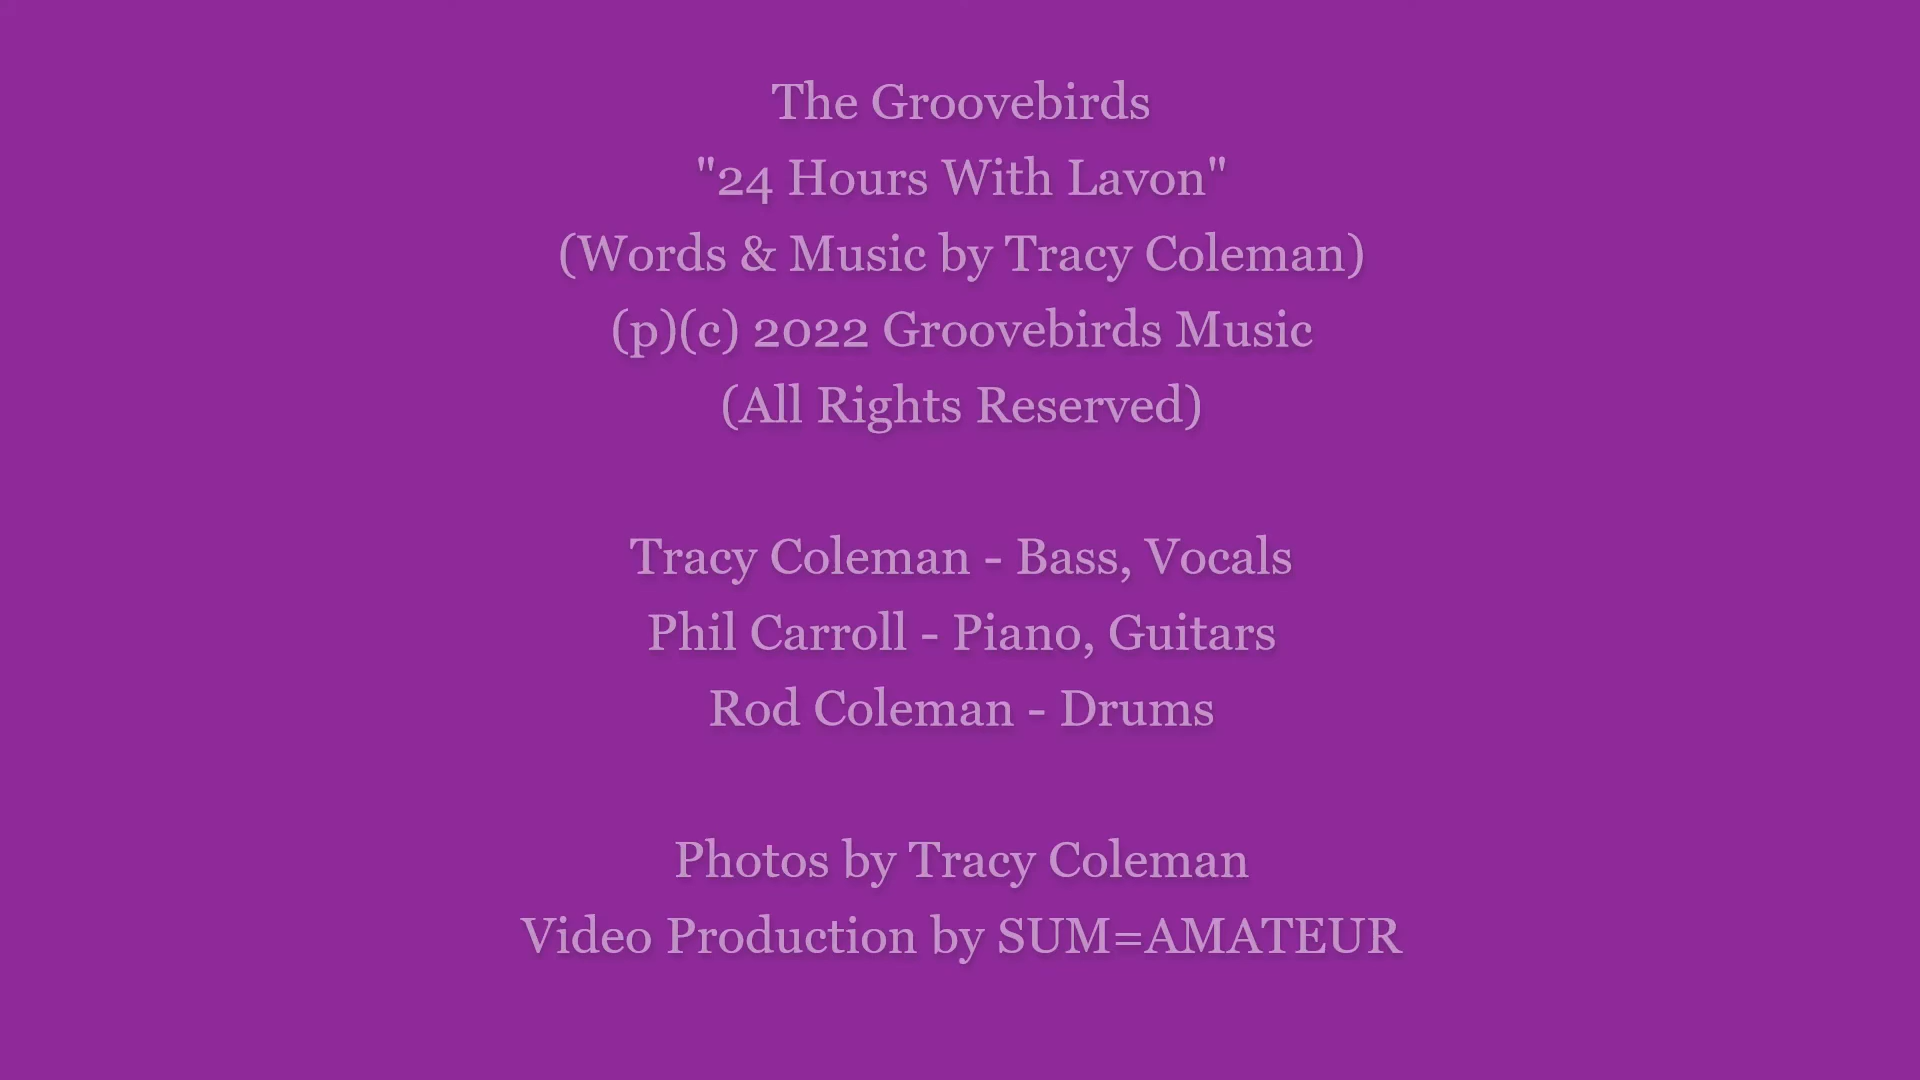 The Groovebirds
"24 Hours With Lavon"
(Words & Music by Tracy Coleman)
(p)(c) 2022 Groovebirds Music
(All Rights Reserved)
Tracy Coleman - Bass, Vocals
Phil Carroll - Piano, Guitars
Rod Coleman - Drums
Photos by Tracy Coleman
Video Production by SUM=AMATEUR